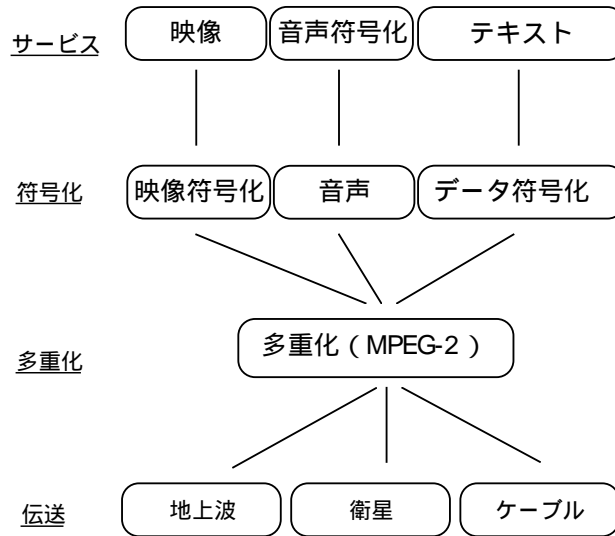 サービス 映像 音声符号化 テキスト
符号化 映像符号化 音声 データ符号化
多重化 多重化(MPEG-2)
伝送 地上波 衛星 ケーブル